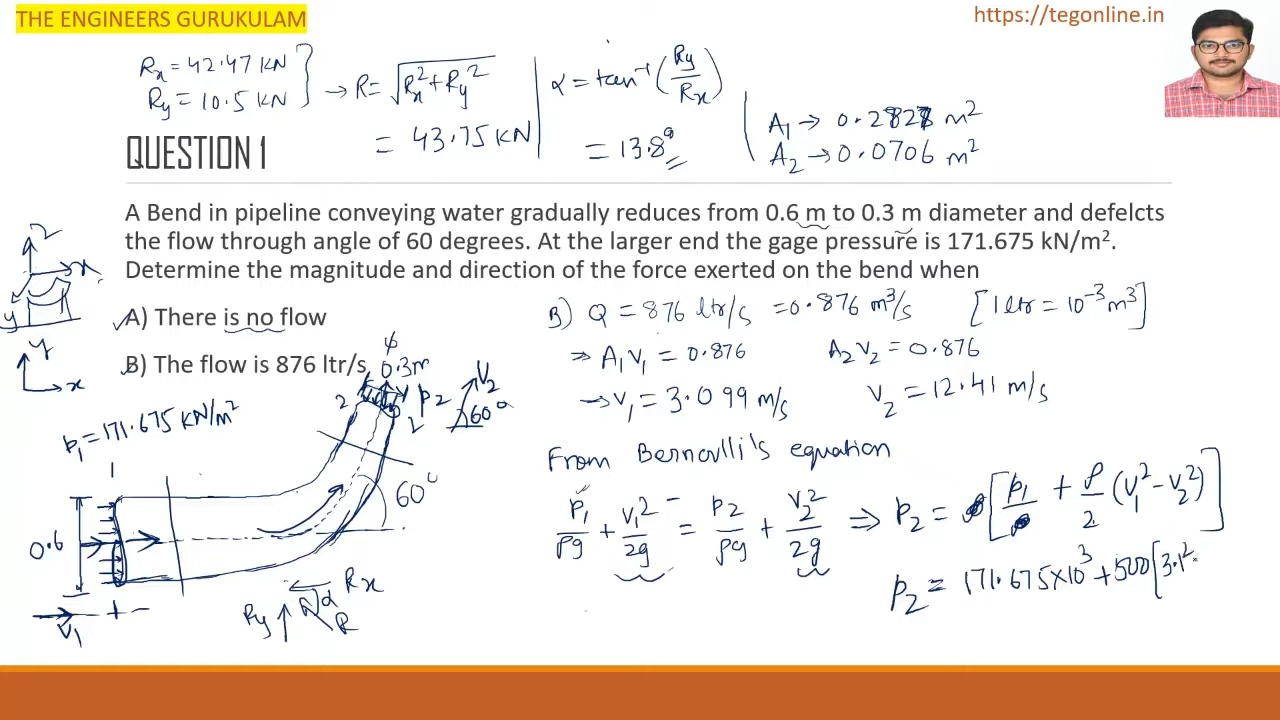 THE ENGINEERS GURUKULAM
https://tegonline.in
Rx = 42.47 KN
Ry = 10.5 KN
→ R = √(Rx² + Ry²)
= 43.75 KN
α = tan⁻¹ (Ry/Rx)
= 13.8°
A₁ → 0.2827 m²
A₂ → 0.0706 m²
QUESTION 1
A Bend in pipeline conveying water gradually reduces from 0.6 m to 0.3 m diameter and defelcts
the flow through angle of 60 degrees. At the larger end the gage pressure is 171.675 kN/m².
Determine the magnitude and direction of the force exerted on the bend when
A) There is no flow
B) The flow is 876 ltr/s
B) Q = 876 ltr/s = 0.876 m³/s [1 ltr = 10⁻³ m³]
⇒ A₁V₁ = 0.876
A₂V₂ = 0.876
→ V₁ = 3.099 m/s
V₂ = 12.41 m/s
From Bernoulli's equation
p₁/ρg + V₁²/2g = p₂/ρg + V₂²/2g ⇒ p₂ = [p₁ + ρ/2 (V₁² - V₂²)]
p₂ = 171.675×10³ + 500[3.1²
x
y
y
x
p₁ = 171.675 KN/m²
ϕ
0.3m
2
2
p₂
V₂
60°
1
60°
0.6
1
V₁
Rx
α
Ry
R